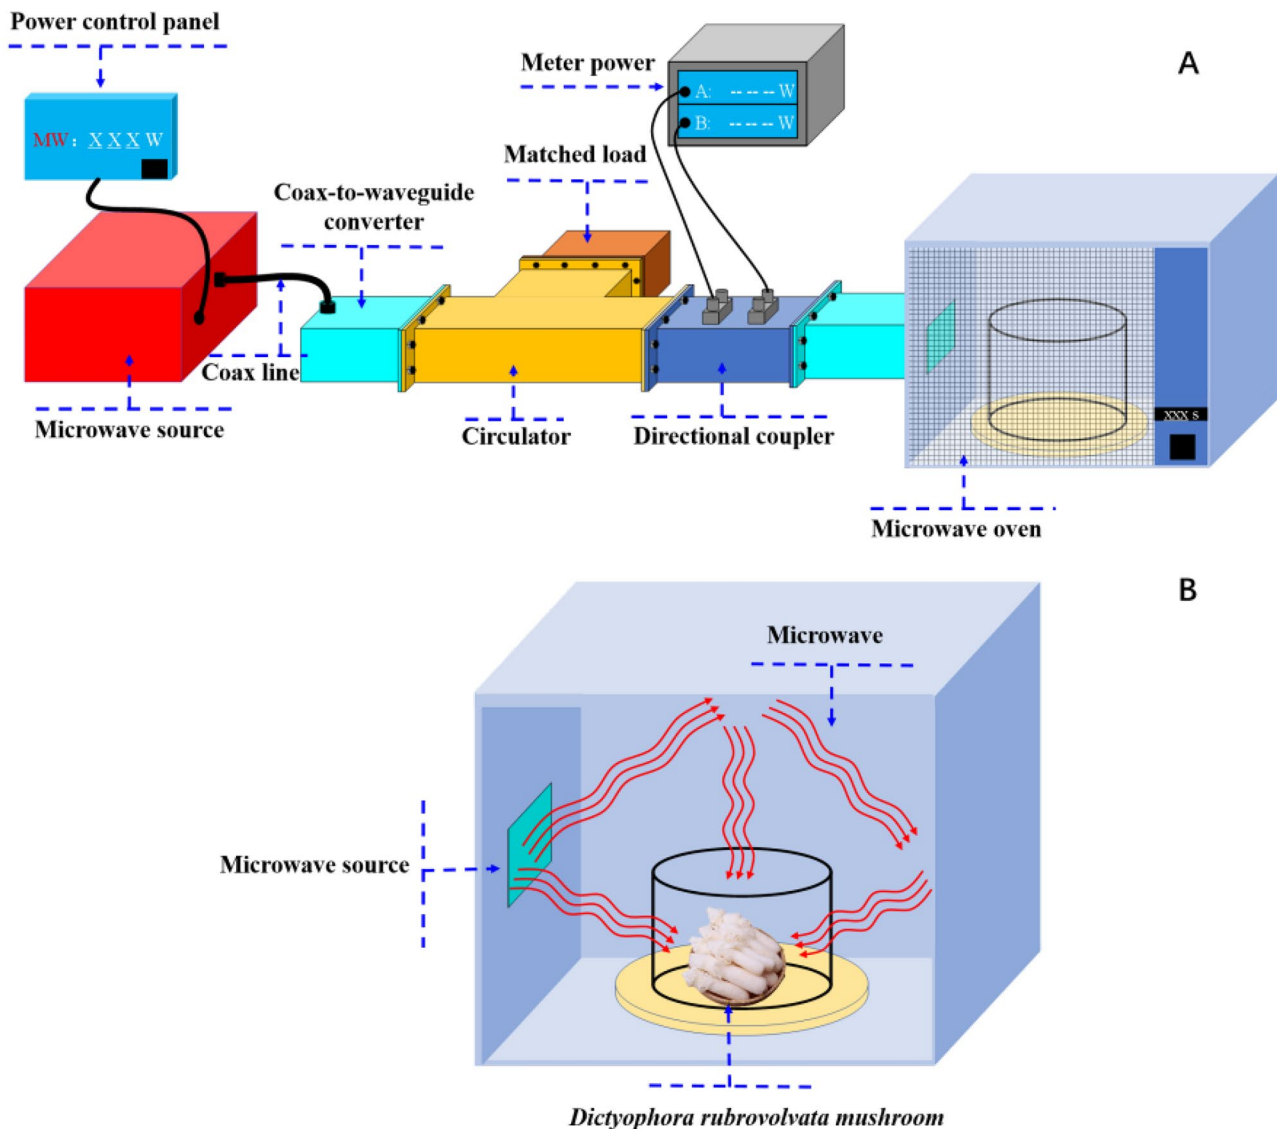 Power control panel
A
Meter power
A: -- -- -- W
B: -- -- -- W
MW: X X X W
Matched load
Coax-to-waveguide
converter
Coax line
XXX S
Microwave source
Circulator
Directional coupler
Microwave oven
B
Microwave
Microwave source
Dictyophora rubrovolvata mushroom